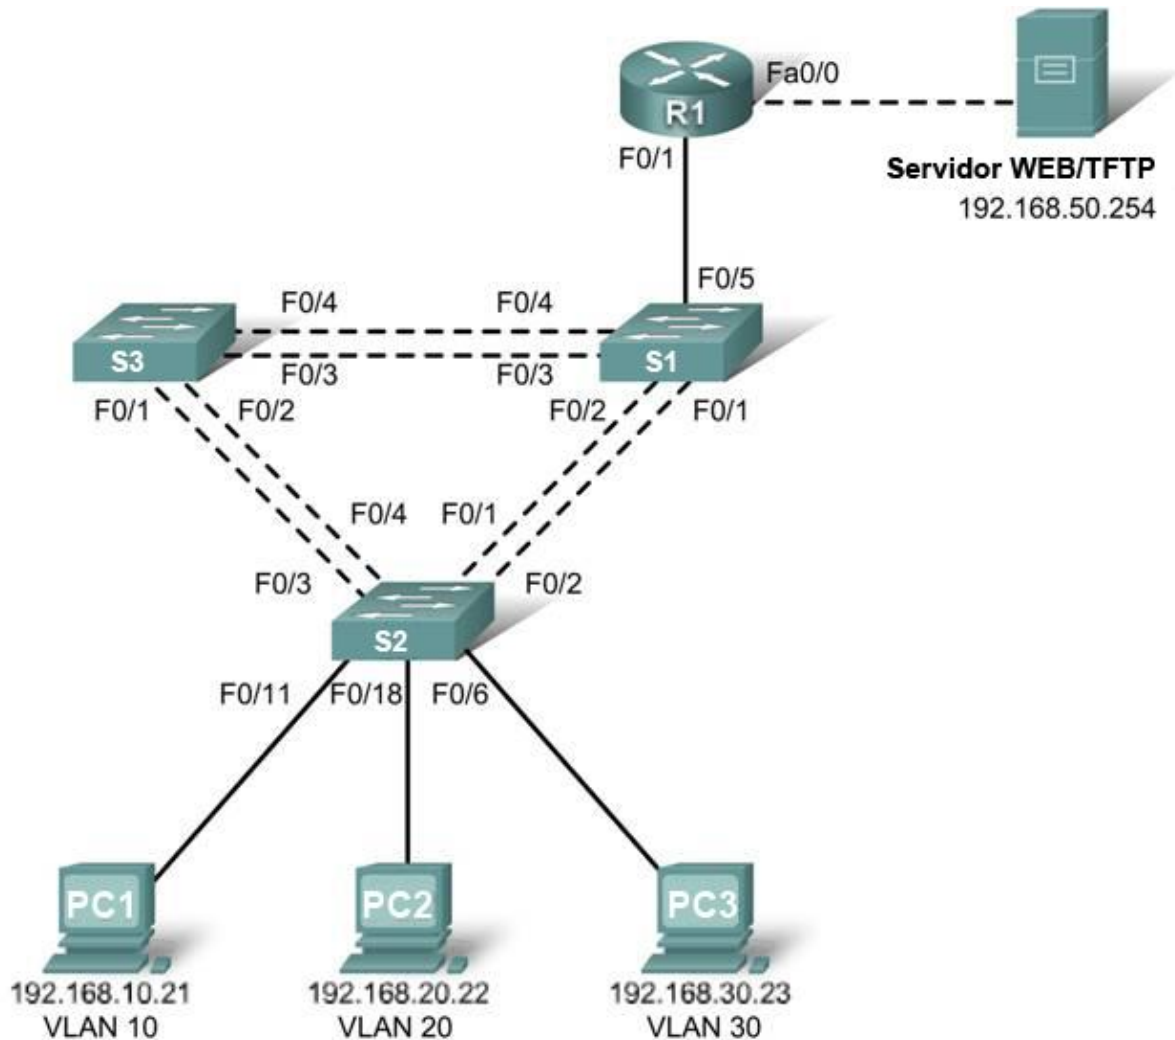 Fa0/0
R1
F0/1
Servidor WEB/TFTP
192.168.50.254
F0/5
F0/4
F0/4
S3
S1
F0/3
F0/3
F0/1
F0/2
F0/2
F0/1
F0/4
F0/1
F0/3
F0/2
S2
F0/11
F0/18
F0/6
PC1
PC2
PC3
192.168.10.21
192.168.20.22
192.168.30.23
VLAN 10
VLAN 20
VLAN 30